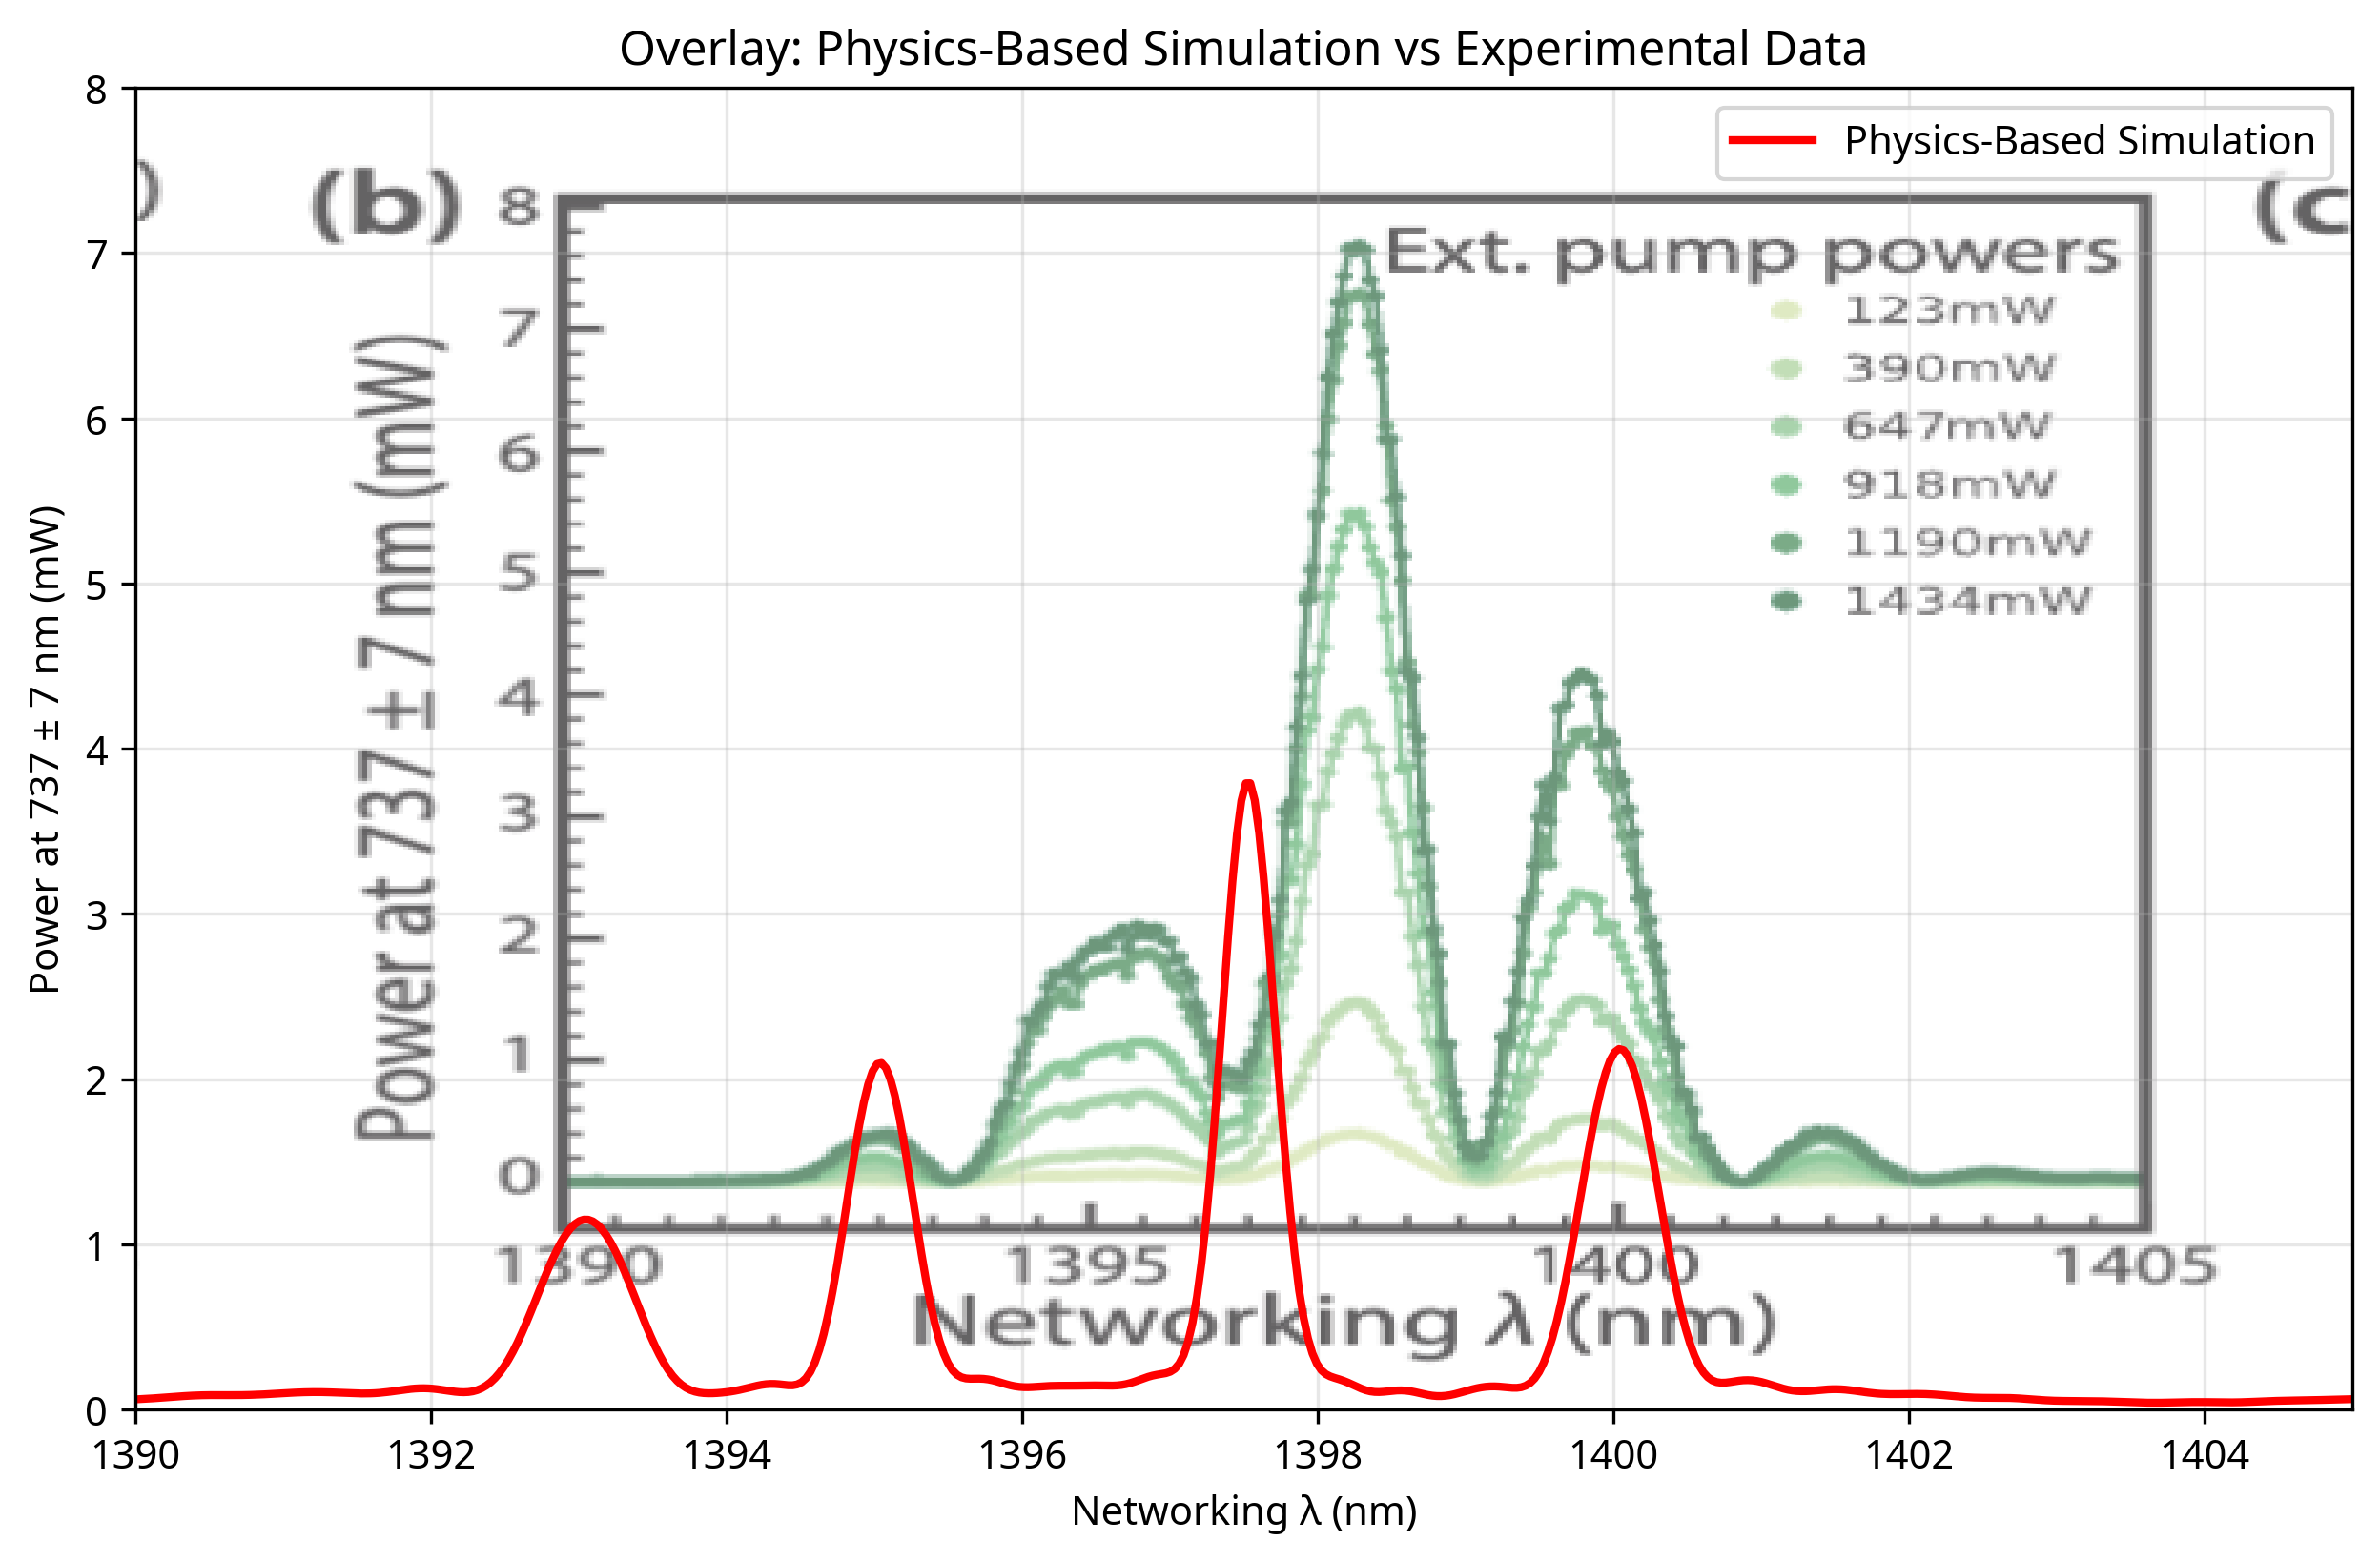 Overlay: Physics-Based Simulation vs Experimental Data
Physics-Based Simulation
8
7
6
5
4
3
2
1
0
Power at 737 ± 7 nm (mW)
)
(b)
(c
8
7
6
5
4
3
2
1
0
Power at 737 ± 7 nm (mW)
Ext. pump powers
123mW
390mW
647mW
918mW
1190mW
1434mW
1390 1395 1400 1405
Networking λ (nm)
1390 1392 1394 1396 1398 1400 1402 1404
Networking λ (nm)